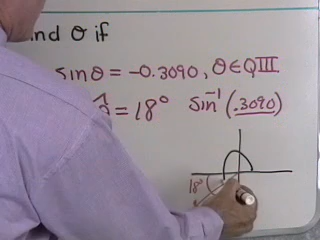 nd θ if
sinθ = -0.3090, θ∈QIII
θ̂ = 18° sin⁻¹(.3090)
18°